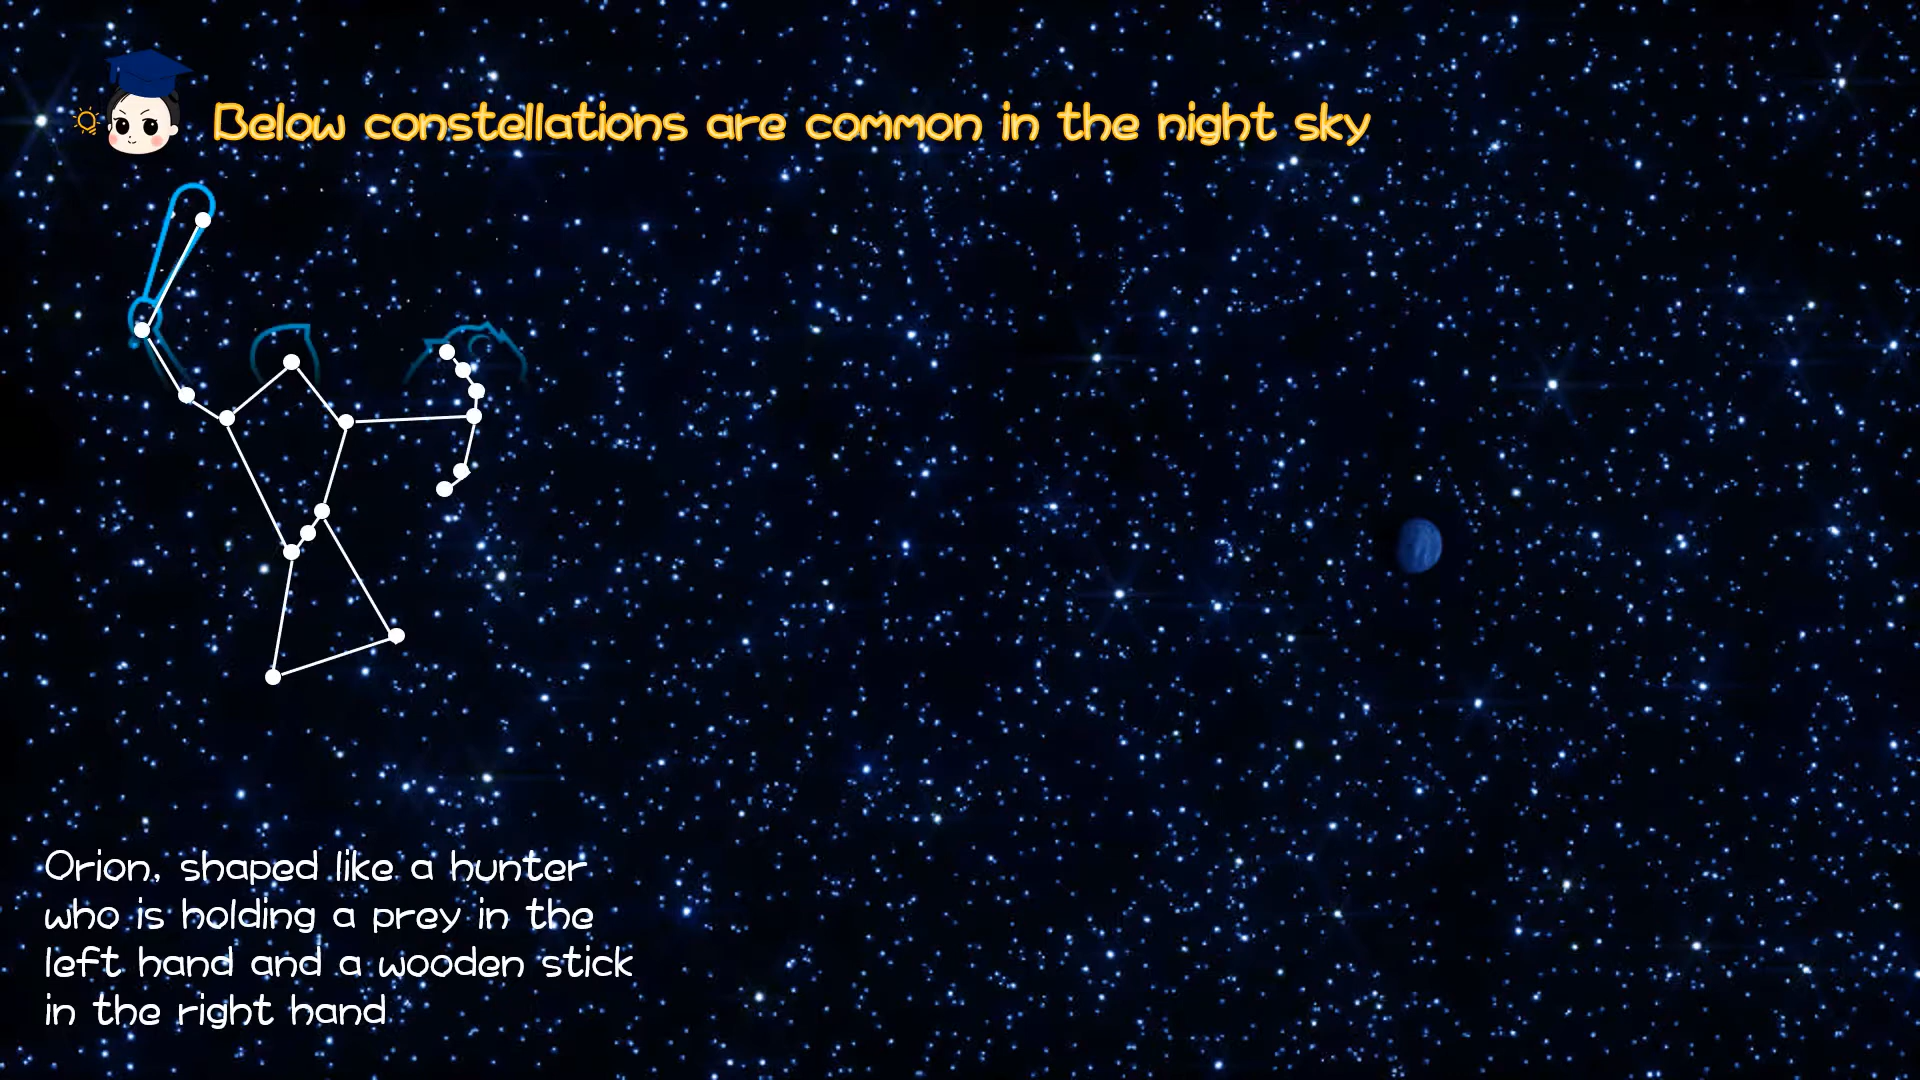 Below constellations are common in the night sky
Orion, shaped like a hunter
who is holding a prey in the
left hand and a wooden stick
in the right hand